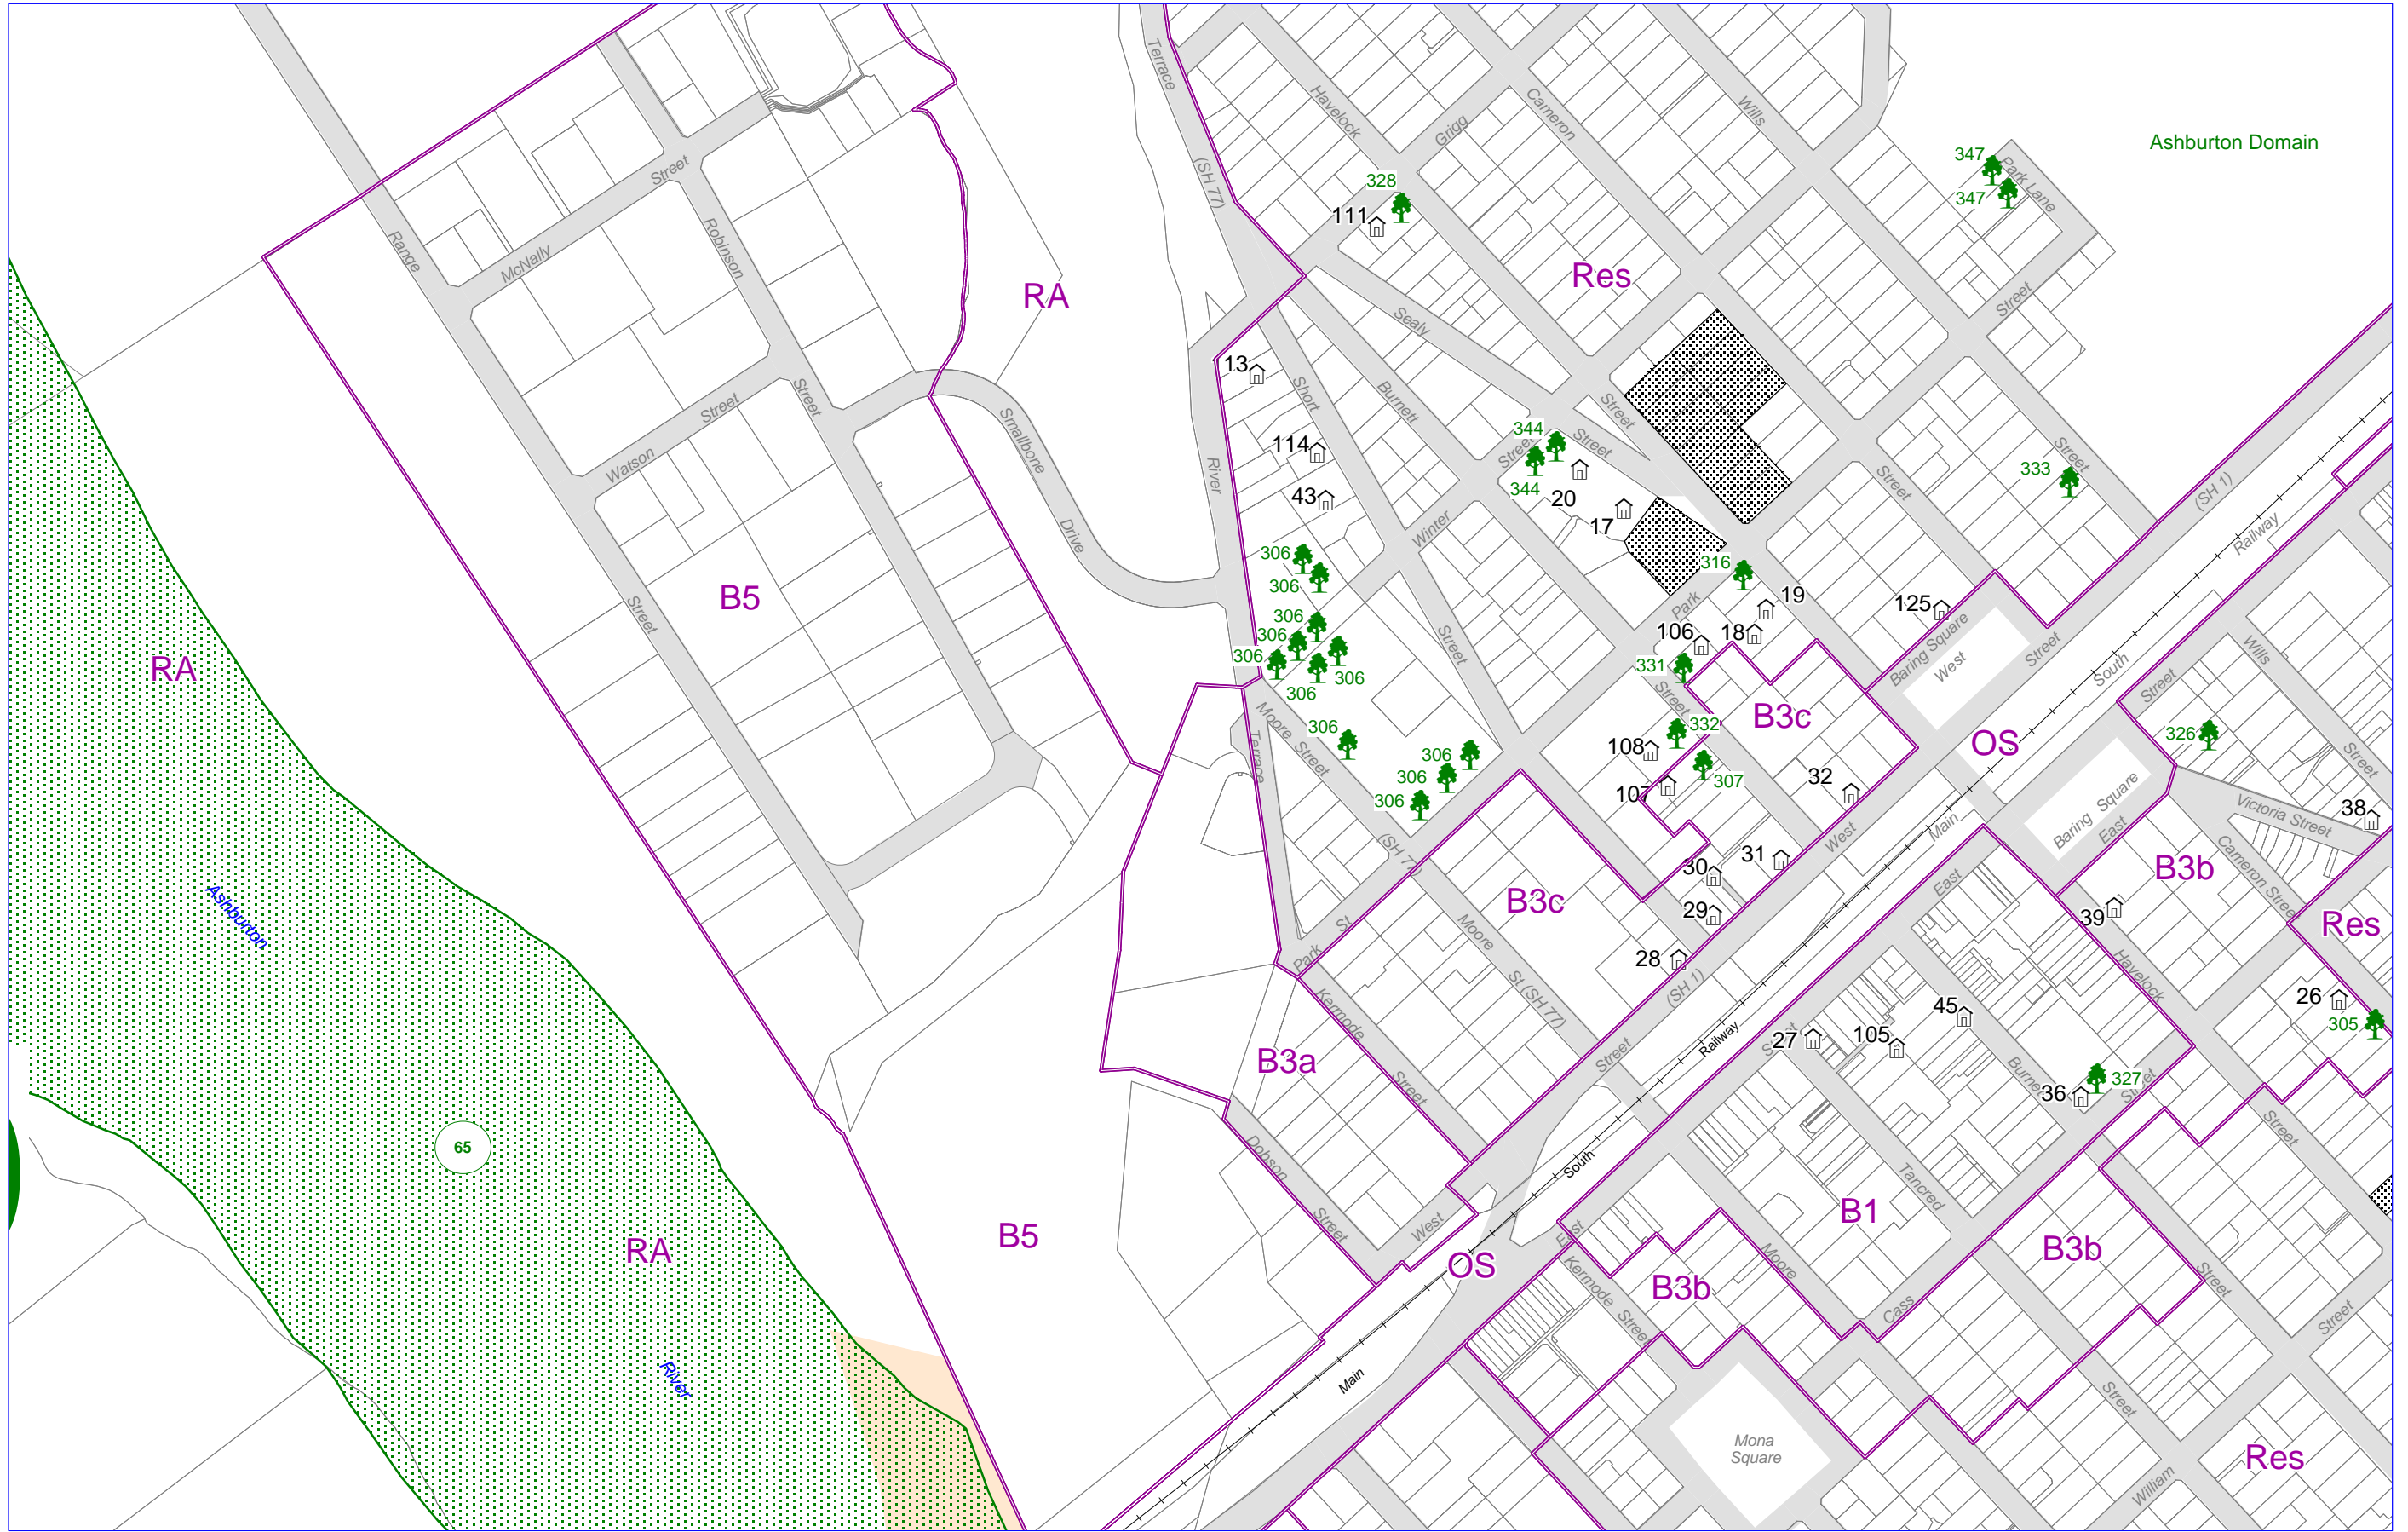 Terrace
Havelock
Cameron
Wills
Grigg
Ashburton Domain
347
Park Lane
347
Street
(SH 77)
328
111
McNally
Range
Robinson
RA
Res
Street
Sealy
13
Short
Burnett
Street
Street
Watson
Street
Smallbone
114
344
Street
Street
344
20
43
17
River
Winter
333
Street
Street
(SH 1)
Railway
Drive
306
306
316
B5
Street
306
306
306
306
306
Street
Park
19
18
106
331
Street
125
Baring Square
West
Street
South
Wills
RA
Moore Street
Terrace
306
306
306
306
332
108
307
107
B3c
32
OS
Street
326
Street
Main
Baring Square
East
Victoria Street
38
West
(SH 77)
30
31
29
28
B3c
Moore
St (SH 77)
(SH 1)
East
B3b
Cameron Street
39
Res
Havelock
26
305
Ashburton
Park St
Kermode
Street
B3a
Street
Railway
27
105
45
Burne
36
327
Street
Street
65
South
Dobson
Street
West
Tancred
B1
RA
B5
OS
East
Kermode Street
B3b
Moore
Cass
B3b
Street
Street
River
Main
Mona
Square
Street
William
Res